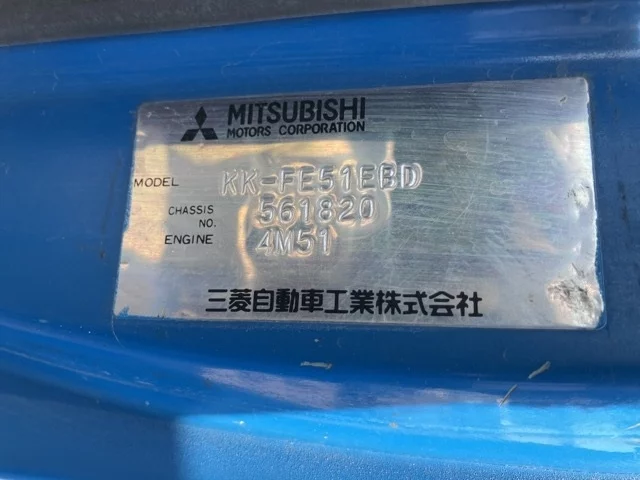 MITSUBISHI
MOTORS CORPORATION
MODEL KK-FE51EBD
CHASSIS NO. 561820
ENGINE 4M51
三菱自動車工業株式会社